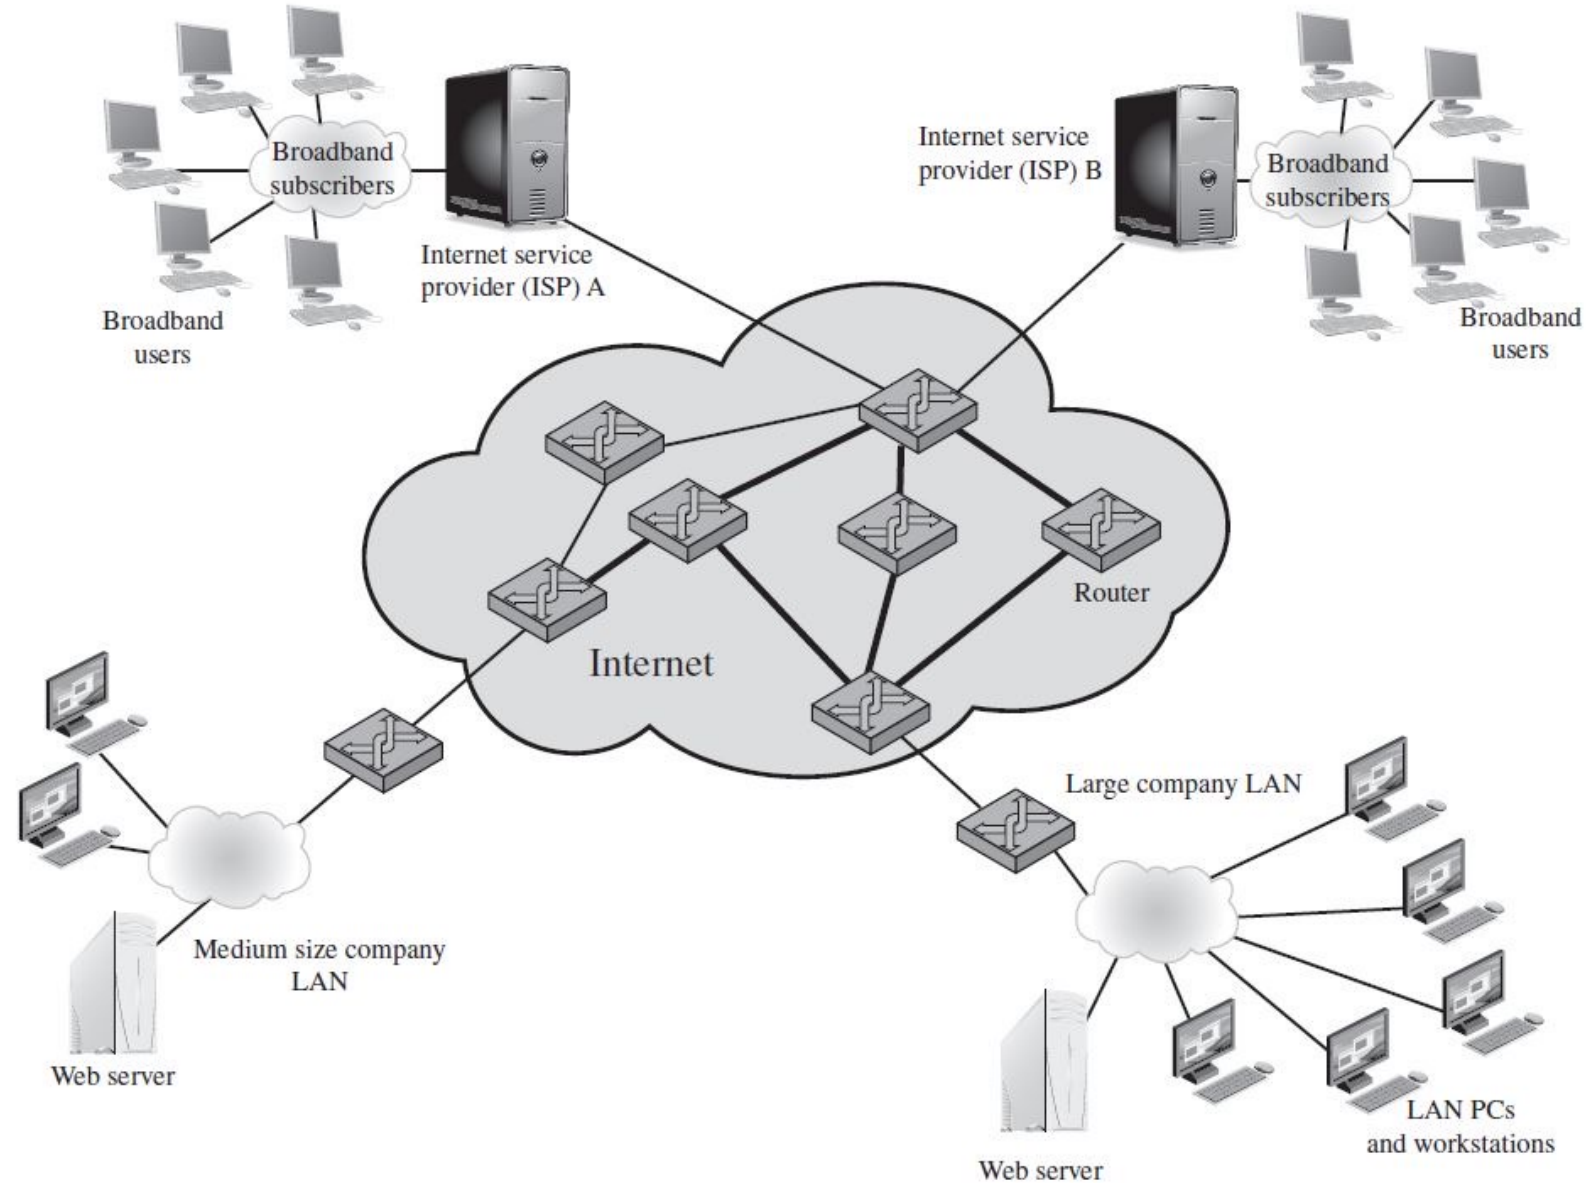 Broadband
subscribers
Internet service
provider (ISP) A
Broadband
users
Internet service
provider (ISP) B
Broadband
subscribers
Broadband
users
Router
Internet
Large company LAN
Medium size company
LAN
Web server
LAN PCs
and workstations
Web server